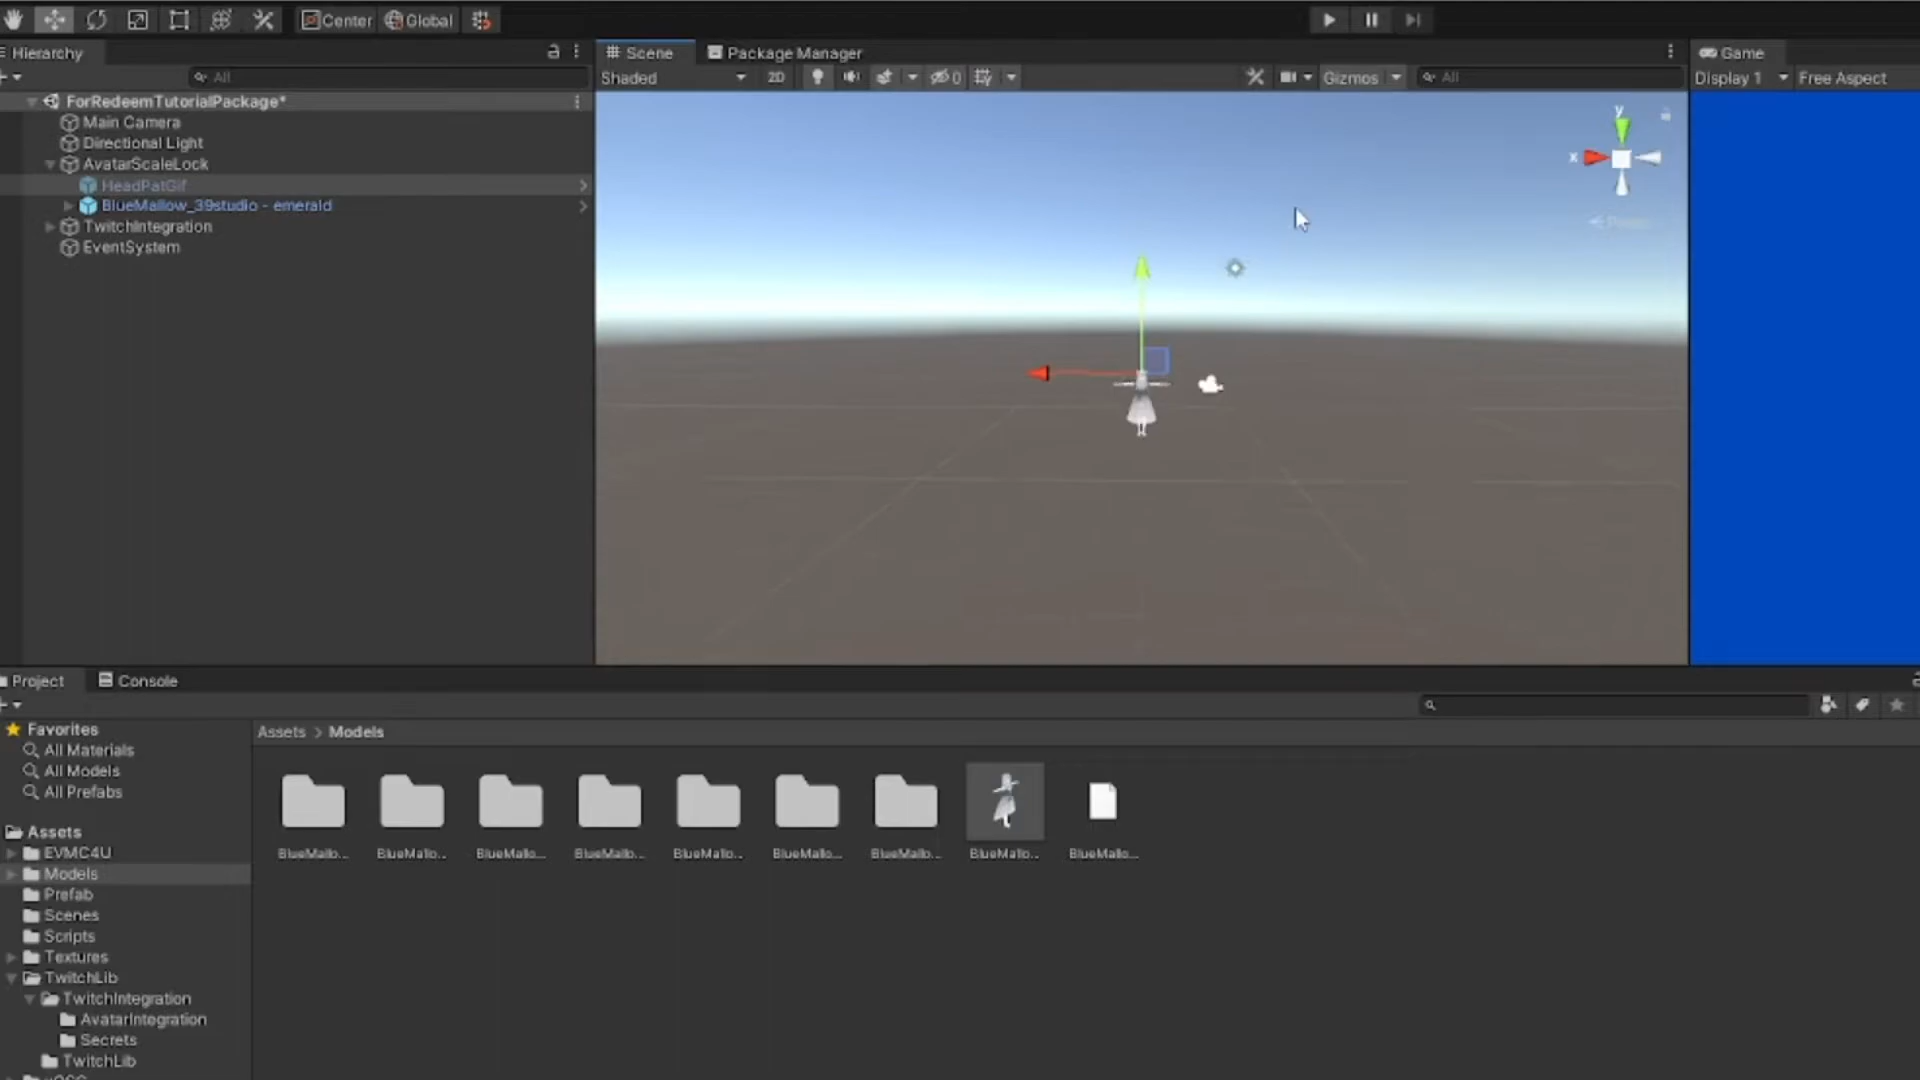 Center Global
Hierarchy
All
Scene Package Manager
Game
Shaded 2D 0 Gizmos All
Display 1 Free Aspect
ForRedeemTutorialPackage*
Main Camera
Directional Light
AvatarScaleLock
HeadPatGif
BlueMallow_39studio - emerald
TwitchIntegration
EventSystem
y
x
Project Console
Favorites
All Materials
All Models
All Prefabs
Assets
EVMC4U
Models
Prefab
Scenes
Scripts
Textures
TwitchLib
TwitchIntegration
AvatarIntegration
Secrets
TwitchLib
Assets > Models
BlueMallo... BlueMallo... BlueMallo... BlueMallo... BlueMallo... BlueMallo... BlueMallo... BlueMallo... BlueMallo...